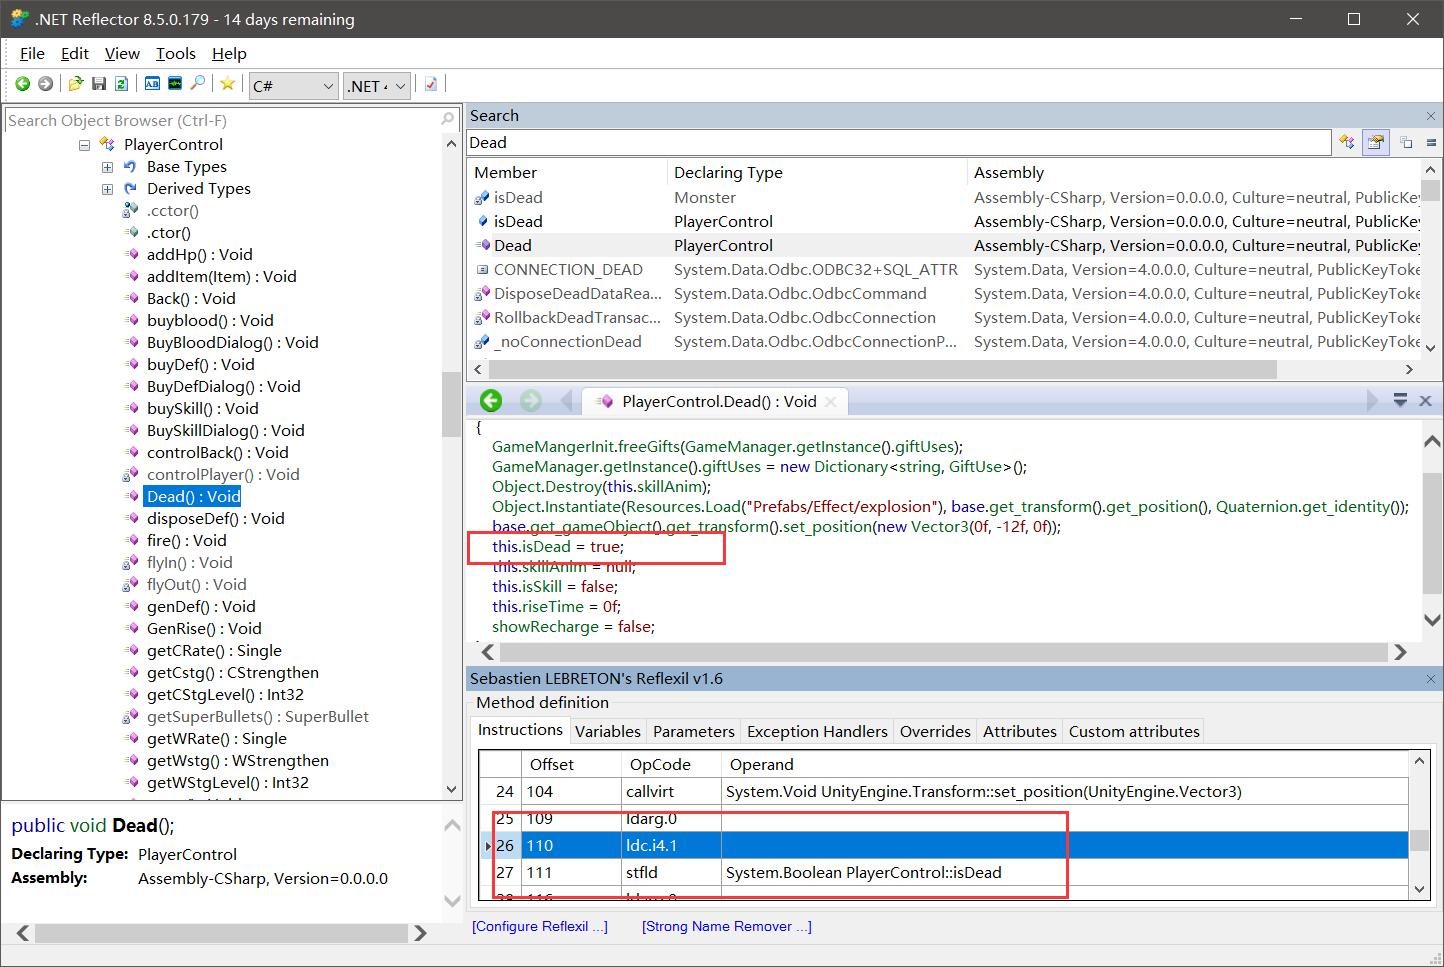 .NET Reflector 8.5.0.179 - 14 days remaining
File Edit View Tools Help
C# .NET 4
Search Object Browser (Ctrl-F)
PlayerControl
Base Types
Derived Types
.cctor()
.ctor()
addHp() : Void
addItem(Item) : Void
Back() : Void
buyblood() : Void
BuyBloodDialog() : Void
buyDef() : Void
BuyDefDialog() : Void
buySkill() : Void
BuySkillDialog() : Void
controlBack() : Void
controlPlayer() : Void
Dead() : Void
disposeDef() : Void
fire() : Void
flyIn() : Void
flyOut() : Void
genDef() : Void
GenRise() : Void
getCRate() : Single
getCstg() : CStrengthen
getCStgLevel() : Int32
getSuperBullets() : SuperBullet
getWRate() : Single
getWstg() : WStrengthen
getWStgLevel() : Int32
public void Dead();
Declaring Type: PlayerControl
Assembly: Assembly-CSharp, Version=0.0.0.0
Search
Dead
Member Declaring Type Assembly
isDead Monster Assembly-CSharp, Version=0.0.0.0, Culture=neutral, PublicKey
isDead PlayerControl Assembly-CSharp, Version=0.0.0.0, Culture=neutral, PublicKey
Dead PlayerControl Assembly-CSharp, Version=0.0.0.0, Culture=neutral, PublicKey
CONNECTION_DEAD System.Data.Odbc.ODBC32+SQL_ATTR System.Data, Version=4.0.0.0, Culture=neutral, PublicKeyToke
DisposeDeadDataRea... System.Data.Odbc.OdbcCommand System.Data, Version=4.0.0.0, Culture=neutral, PublicKeyToke
RollbackDeadTransac... System.Data.Odbc.OdbcConnection System.Data, Version=4.0.0.0, Culture=neutral, PublicKeyToke
_noConnectionDead System.Data.Odbc.OdbcConnectionP... System.Data, Version=4.0.0.0, Culture=neutral, PublicKeyToke
PlayerControl.Dead() : Void
{
GameMangerInit.freeGifts(GameManager.getInstance().giftUses);
GameManager.getInstance().giftUses = new Dictionary<string, GiftUse>();
Object.Destroy(this.skillAnim);
Object.Instantiate(Resources.Load("Prefabs/Effect/explosion"), base.get_transform().get_position(), Quaternion.get_identity());
base.get_gameObject().get_transform().set_position(new Vector3(0f, -12f, 0f));
this.isDead = true;
this.skillAnim = null;
this.isSkill = false;
this.riseTime = 0f;
showRecharge = false;
Sebastien LEBRETON's Reflexil v1.6
Method definition
Instructions Variables Parameters Exception Handlers Overrides Attributes Custom attributes
Offset OpCode Operand
24 104 callvirt System.Void UnityEngine.Transform::set_position(UnityEngine.Vector3)
25 109 ldarg.0
26 110 ldc.i4.1
27 111 stfld System.Boolean PlayerControl::isDead
28 116 ldarg.0
[Configure Reflexil ...] [Strong Name Remover ...]